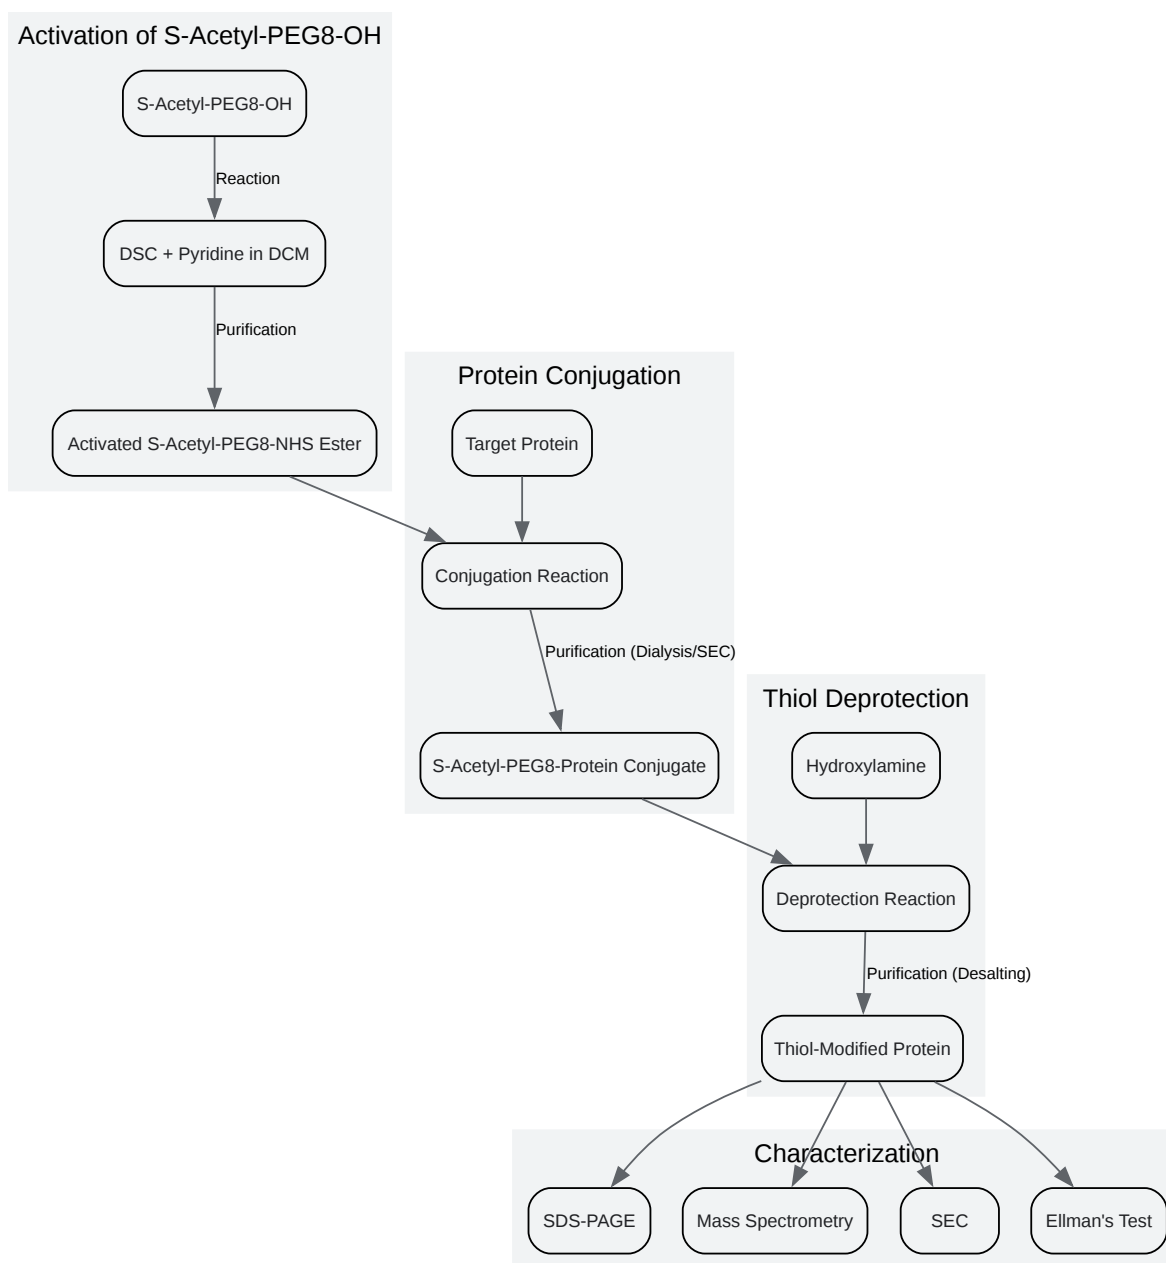 Activation of S-Acetyl-PEG8-OH
S-Acetyl-PEG8-OH
Reaction
DSC + Pyridine in DCM
Purification
Activated S-Acetyl-PEG8-NHS Ester
Protein Conjugation
Target Protein
Conjugation Reaction
Purification (Dialysis/SEC)
S-Acetyl-PEG8-Protein Conjugate
Thiol Deprotection
Hydroxylamine
Deprotection Reaction
Purification (Desalting)
Thiol-Modified Protein
Characterization
SDS-PAGE
Mass Spectrometry
SEC
Ellman's Test